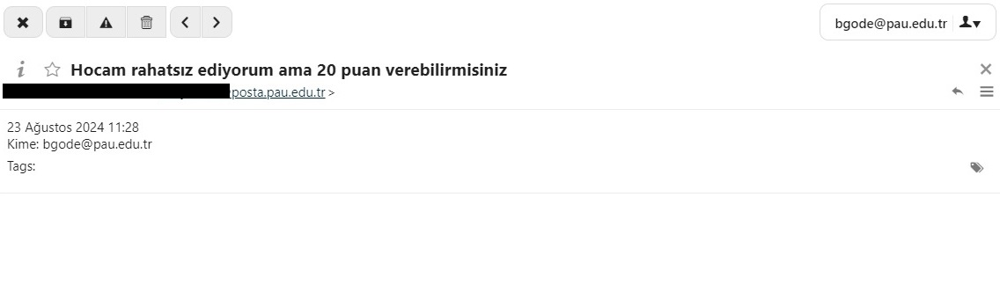 bgode@pau.edu.tr
Hocam rahatsız ediyorum ama 20 puan verebilirmisiniz
posta.pau.edu.tr >
23 Ağustos 2024 11:28
Kime: bgode@pau.edu.tr
Tags: